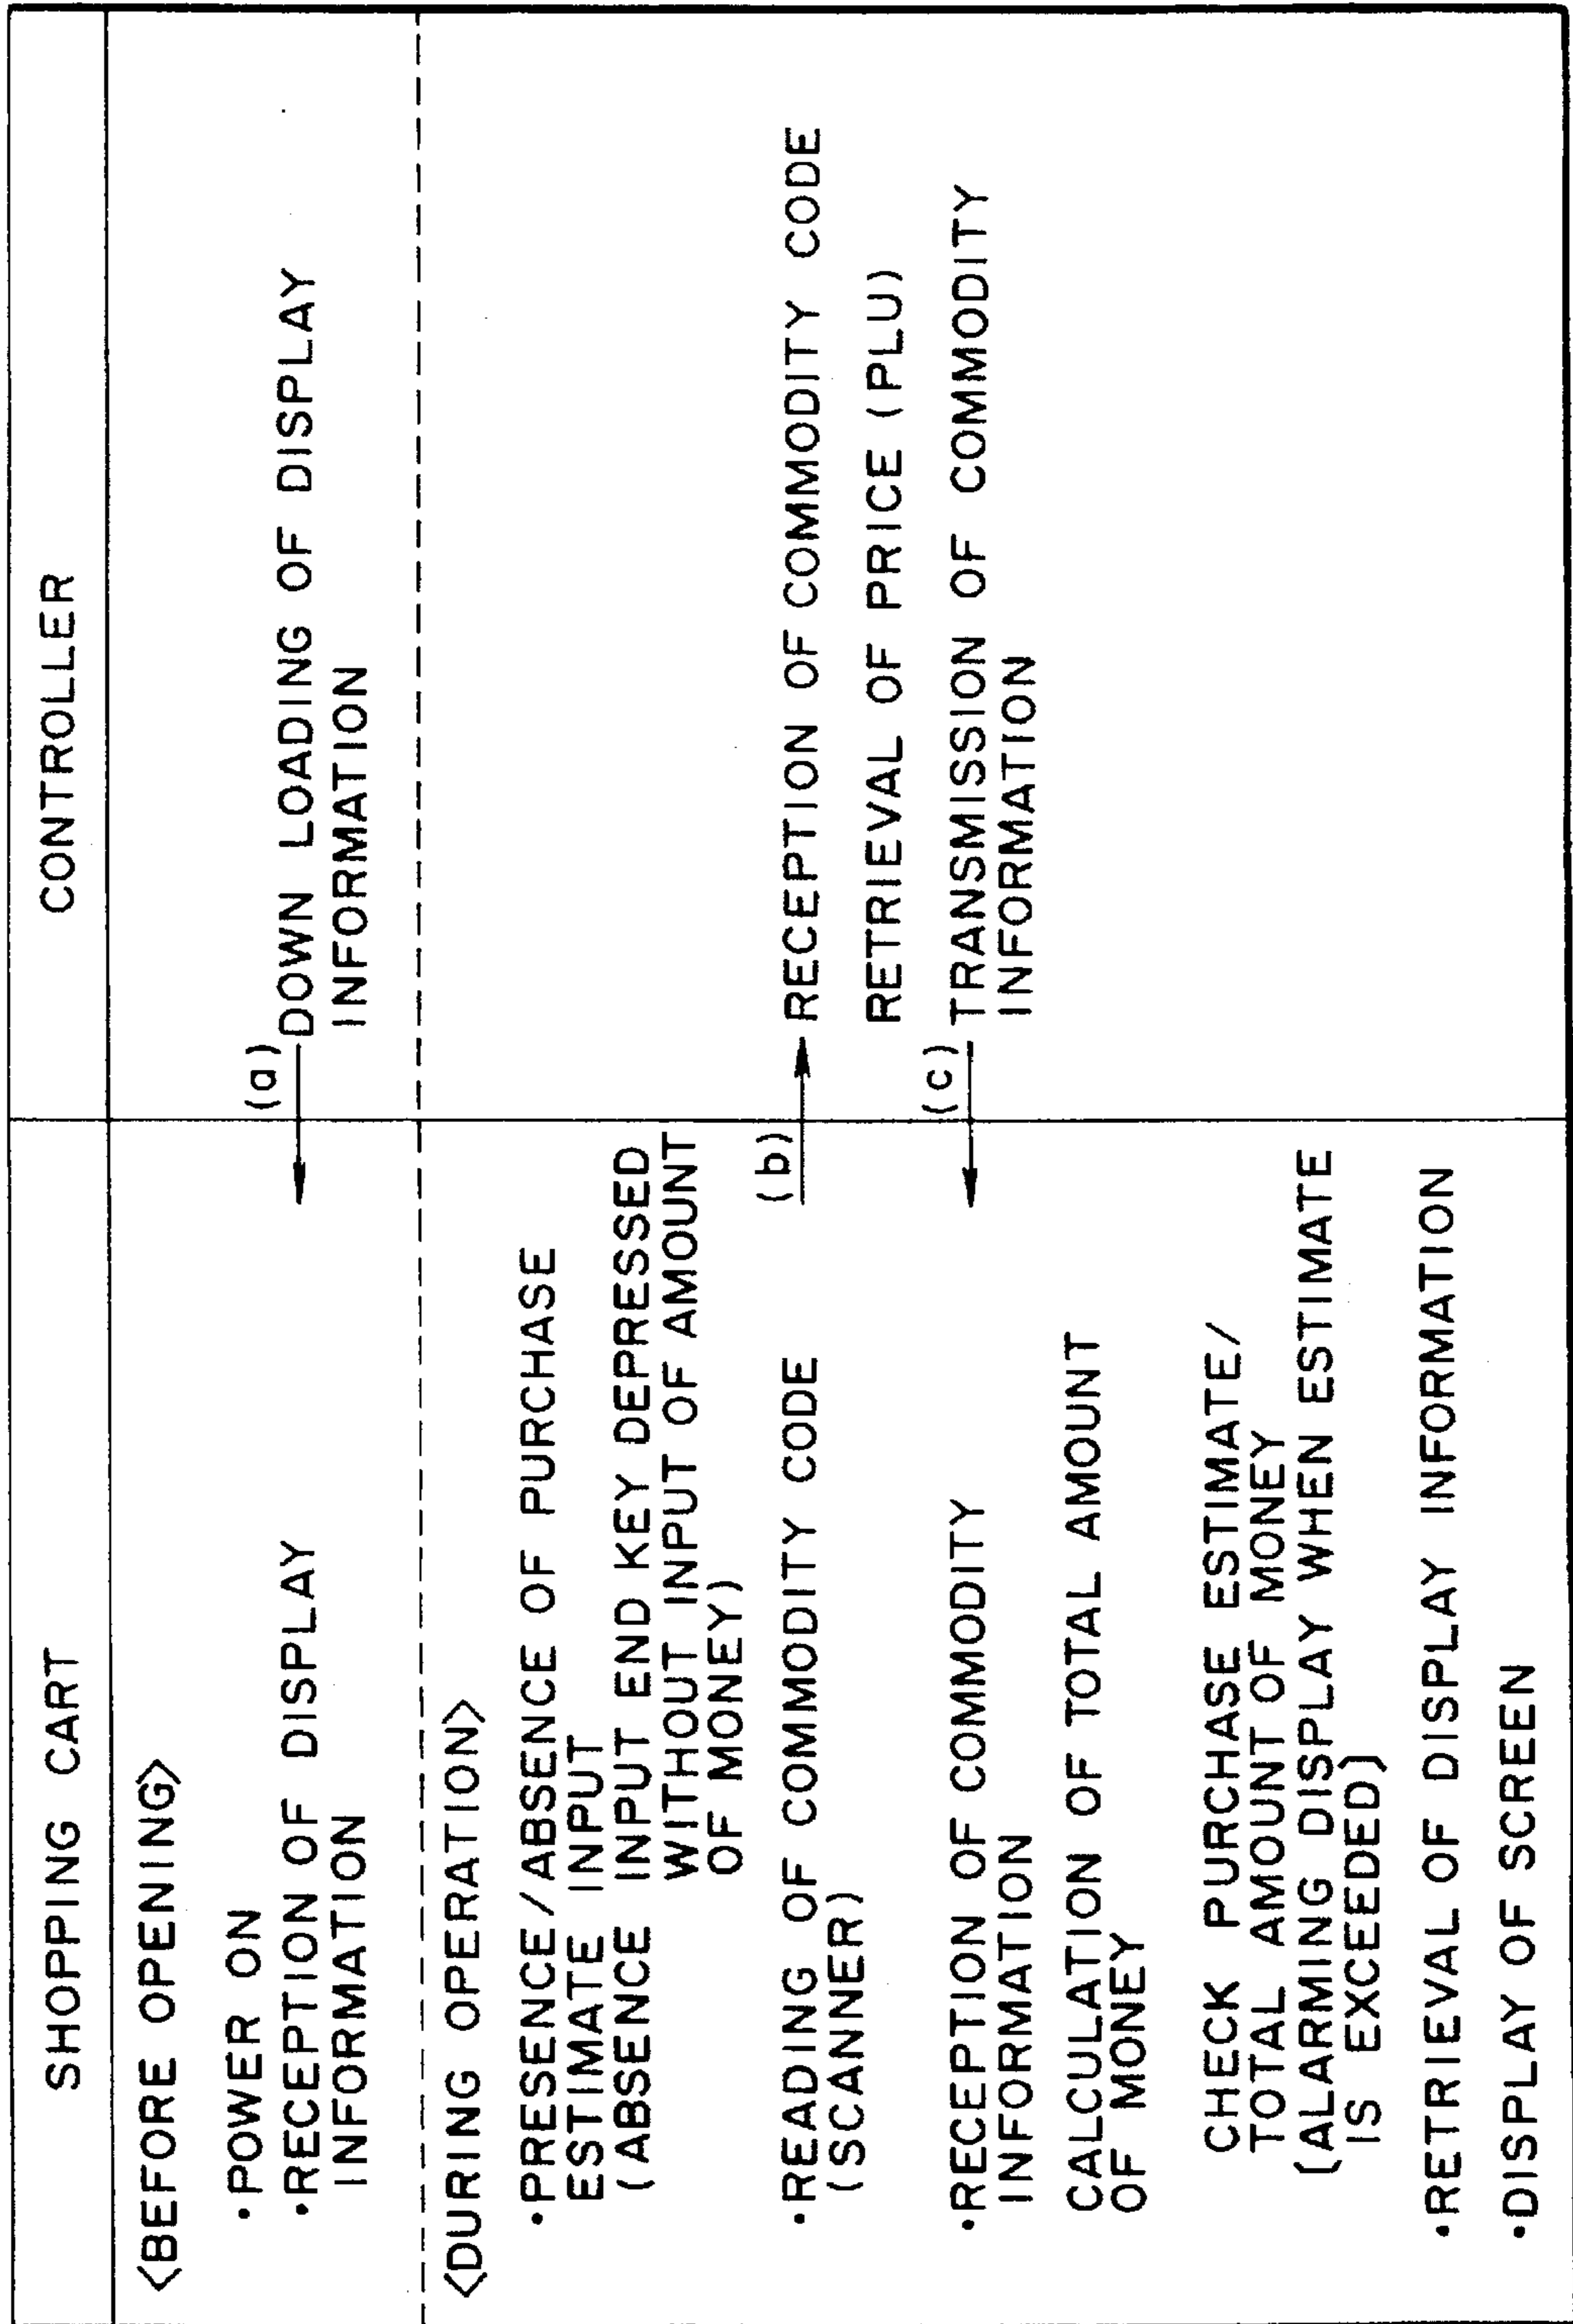 SHOPPING CART
CONTROLLER
<BEFORE OPENING>
•POWER ON
•RECEPTION OF DISPLAY
INFORMATION
(a)
DOWN LOADING OF DISPLAY
INFORMATION
<DURING OPERATION>
•PRESENCE/ABSENCE OF PURCHASE
ESTIMATE INPUT
(ABSENCE INPUT END KEY DEPRESSED
WITHOUT INPUT OF AMOUNT
OF MONEY)
•READING OF COMMODITY CODE
(SCANNER)
(b)
RECEPTION OF COMMODITY CODE
RETRIEVAL OF PRICE (PLU)
(c)
TRANSMISSION OF COMMODITY
INFORMATION
•RECEPTION OF COMMODITY
INFORMATION
CALCULATION OF TOTAL AMOUNT
OF MONEY
CHECK PURCHASE ESTIMATE/
TOTAL AMOUNT OF MONEY
(ALARMING DISPLAY WHEN ESTIMATE
IS EXCEEDED)
•RETRIEVAL OF DISPLAY INFORMATION
•DISPLAY OF SCREEN